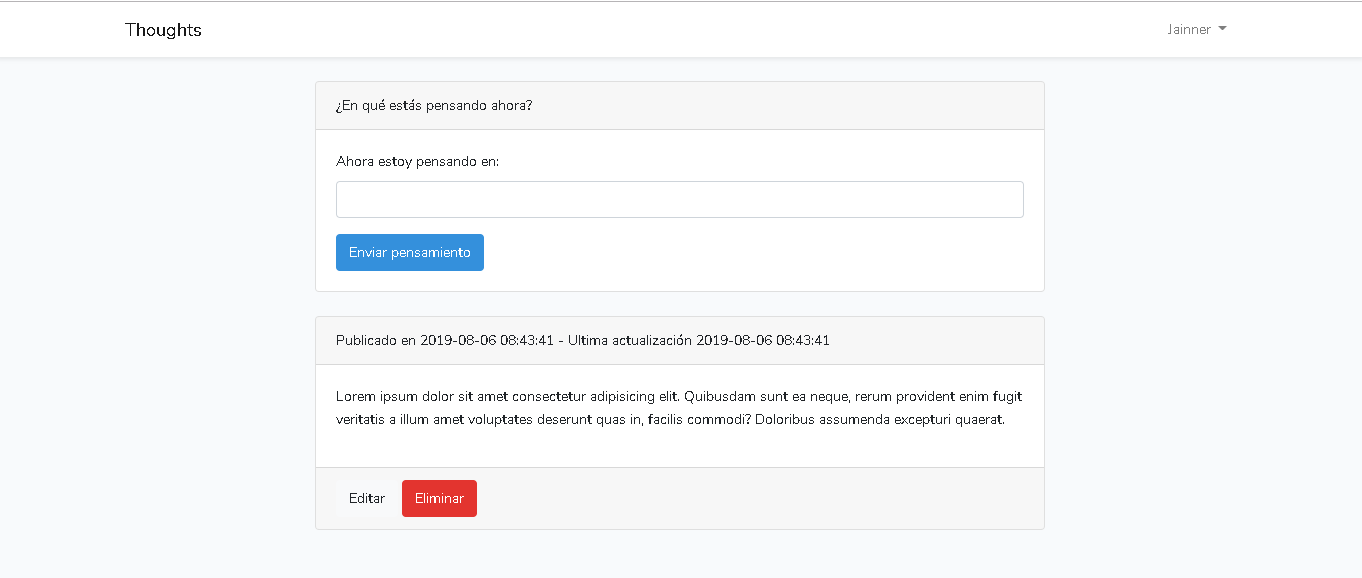 Thoughts
Jainner
¿En qué estás pensando ahora?
Ahora estoy pensando en:
Enviar pensamiento
Publicado en 2019-08-06 08:43:41 - Ultima actualización 2019-08-06 08:43:41
Lorem ipsum dolor sit amet consectetur adipisicing elit. Quibusdam sunt ea neque, rerum provident enim fugit
veritatis a illum amet voluptates deserunt quas in, facilis commodi? Doloribus assumenda excepturi quaerat.
Editar
Eliminar